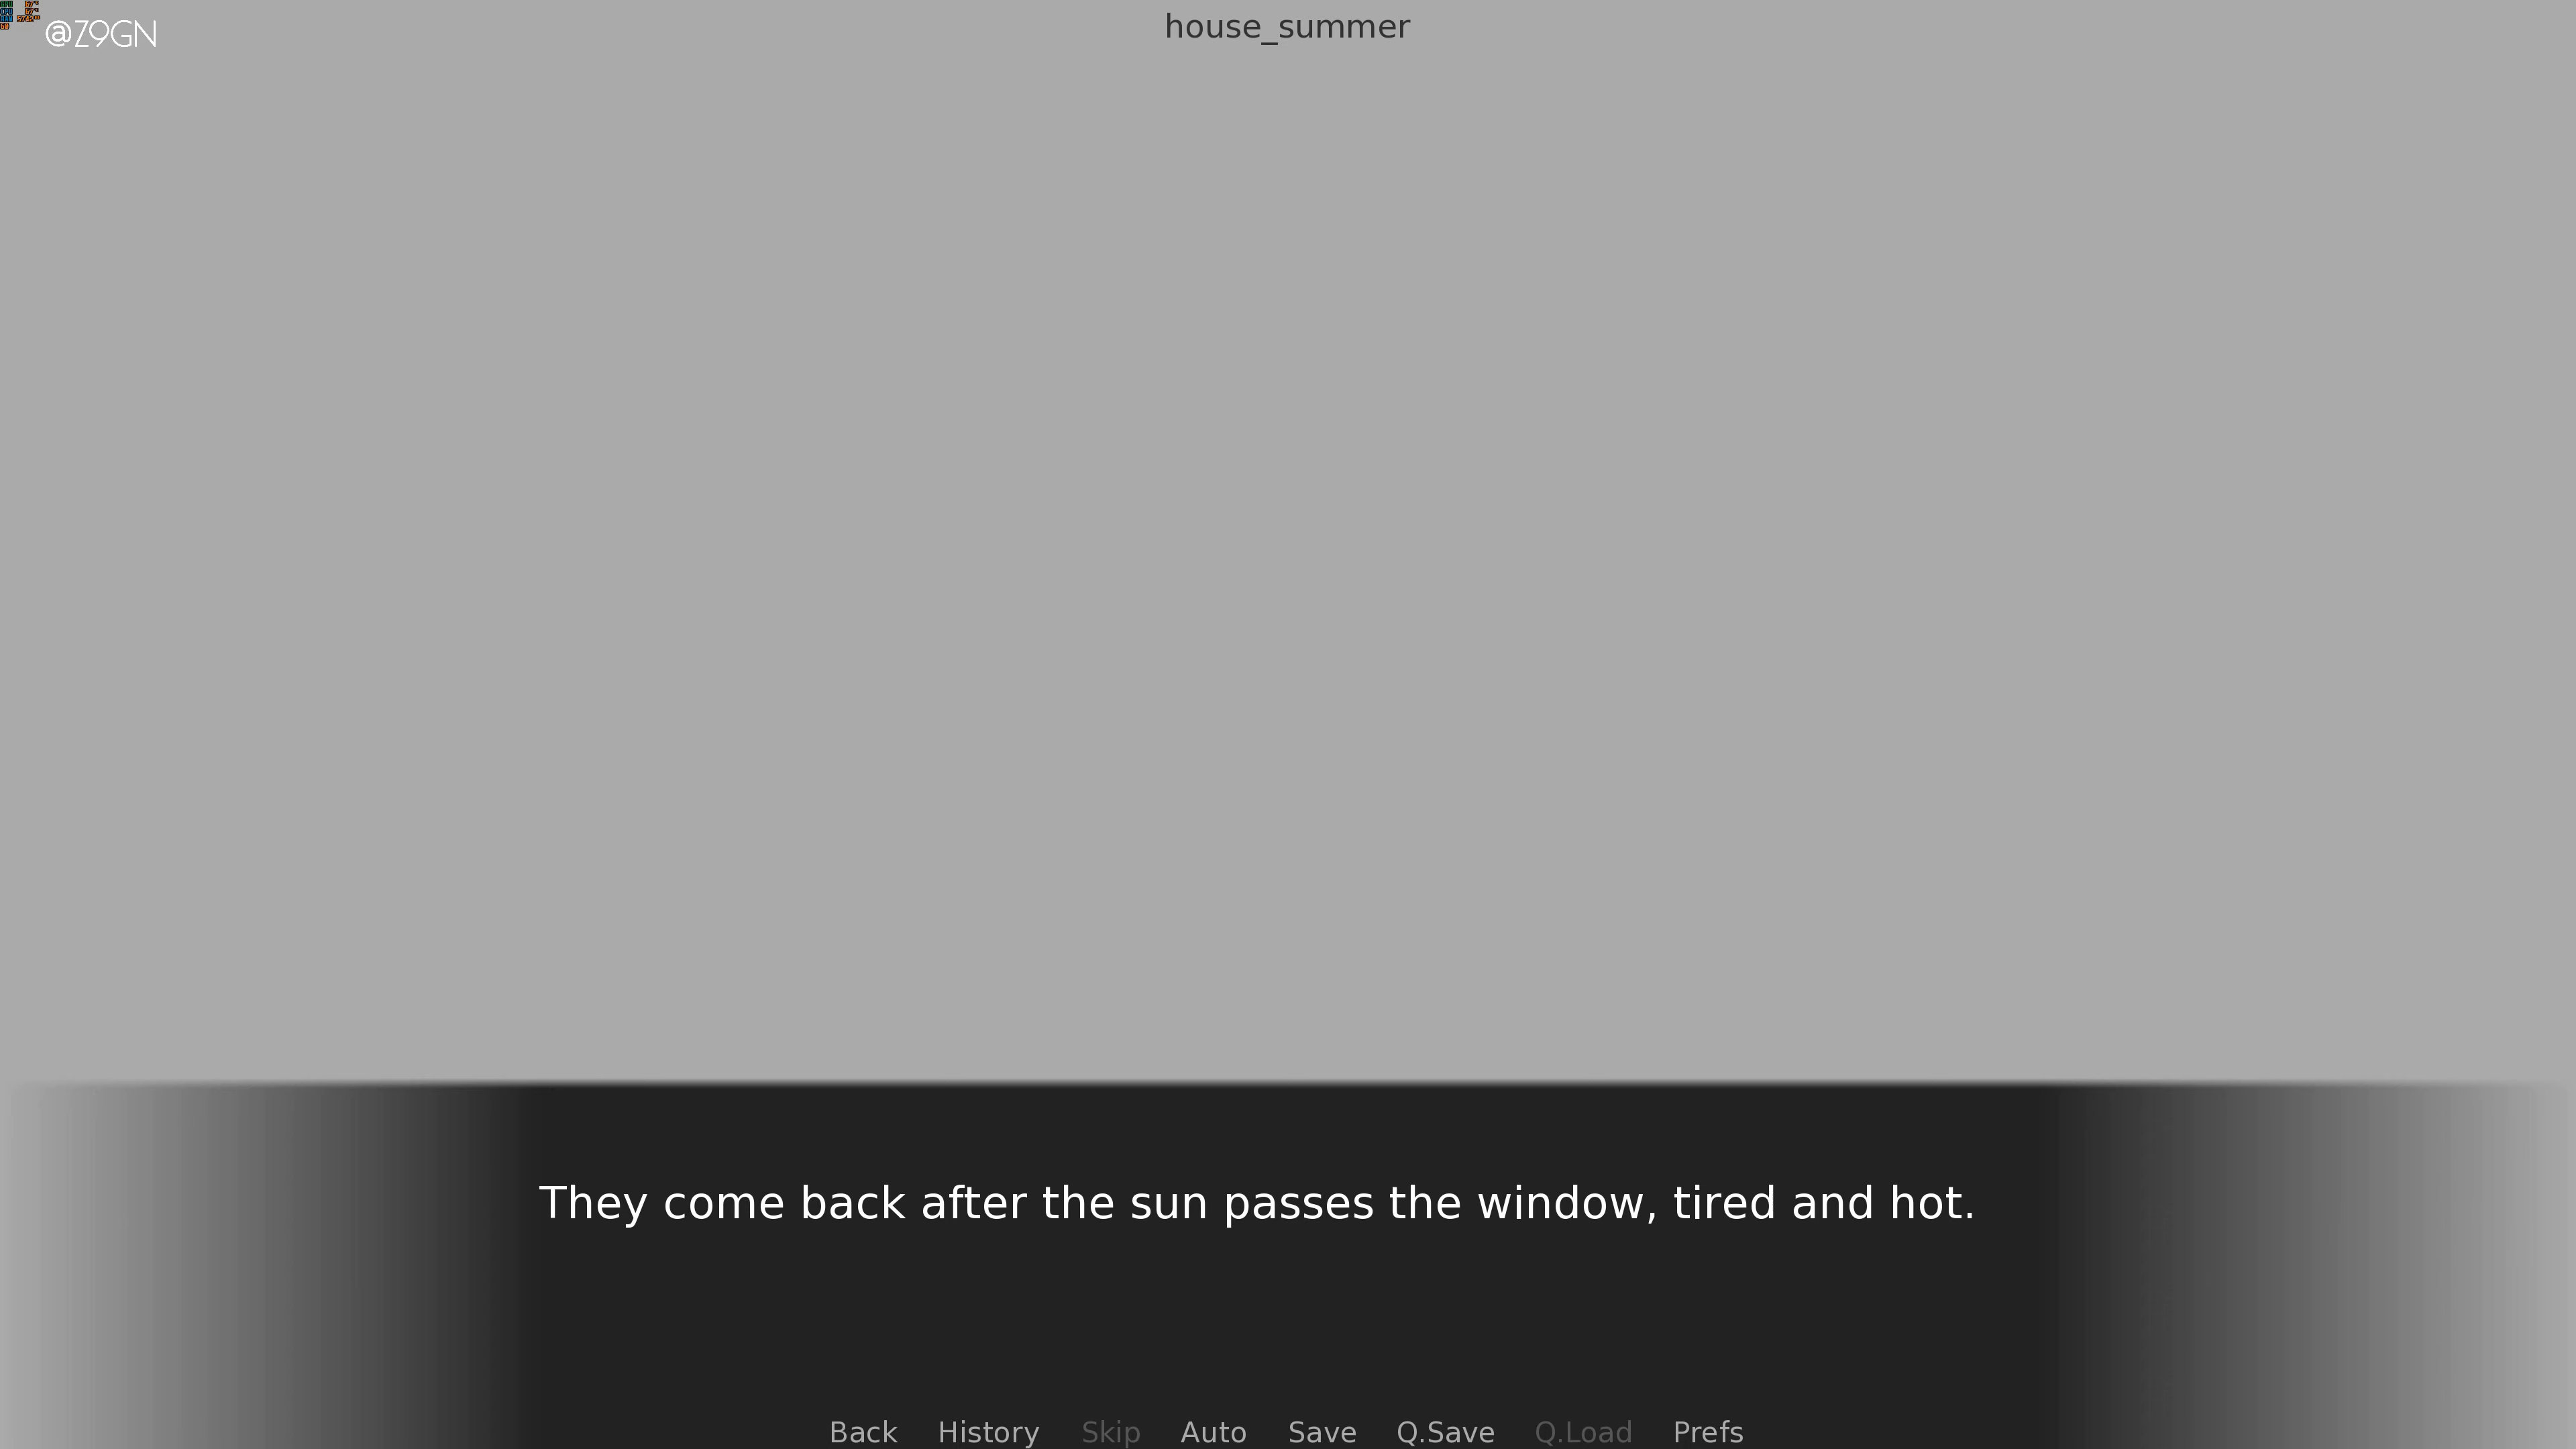 @Z9GN
house_summer
They come back after the sun passes the window, tired and hot.
Back History Skip Auto Save Q.Save Q.Load Prefs